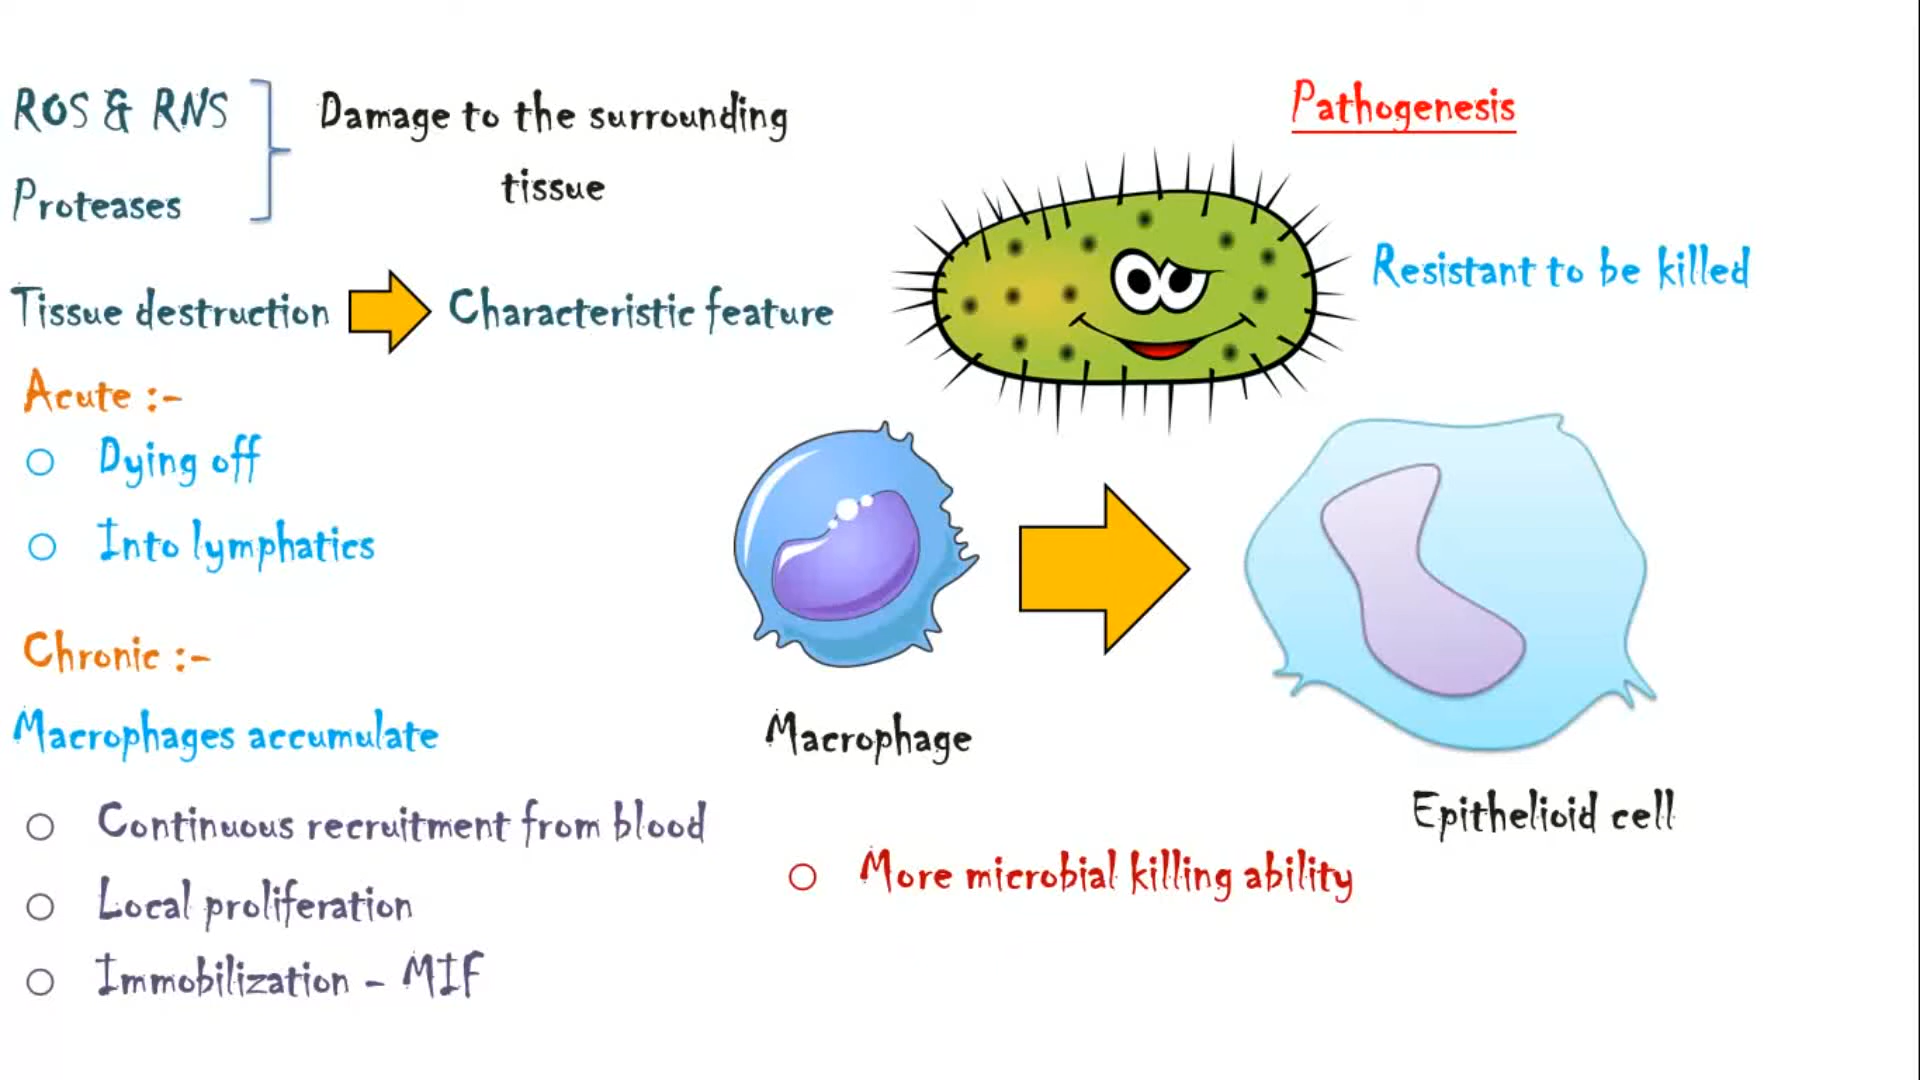 Pathogenesis
ROS & RNS
Proteases
Damage to the surrounding
tissue
Tissue destruction
Characteristic feature
Resistant to be killed
Acute :-
Dying off
Into lymphatics
Chronic :-
Macrophages accumulate
Continuous recruitment from blood
Local proliferation
Immobilization - MIF
Macrophage
Epithelioid cell
More microbial killing ability